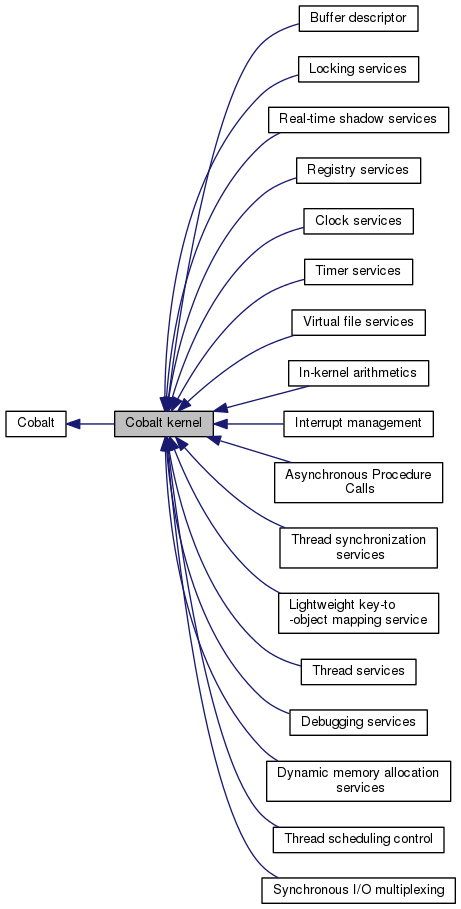 Buffer descriptor
Locking services
Real-time shadow services
Registry services
Clock services
Timer services
Virtual file services
In-kernel arithmetics
Cobalt
Cobalt kernel
Interrupt management
Asynchronous Procedure
Calls
Thread synchronization
services
Lightweight key-to
-object mapping service
Thread services
Debugging services
Dynamic memory allocation
services
Thread scheduling control
Synchronous I/O multiplexing